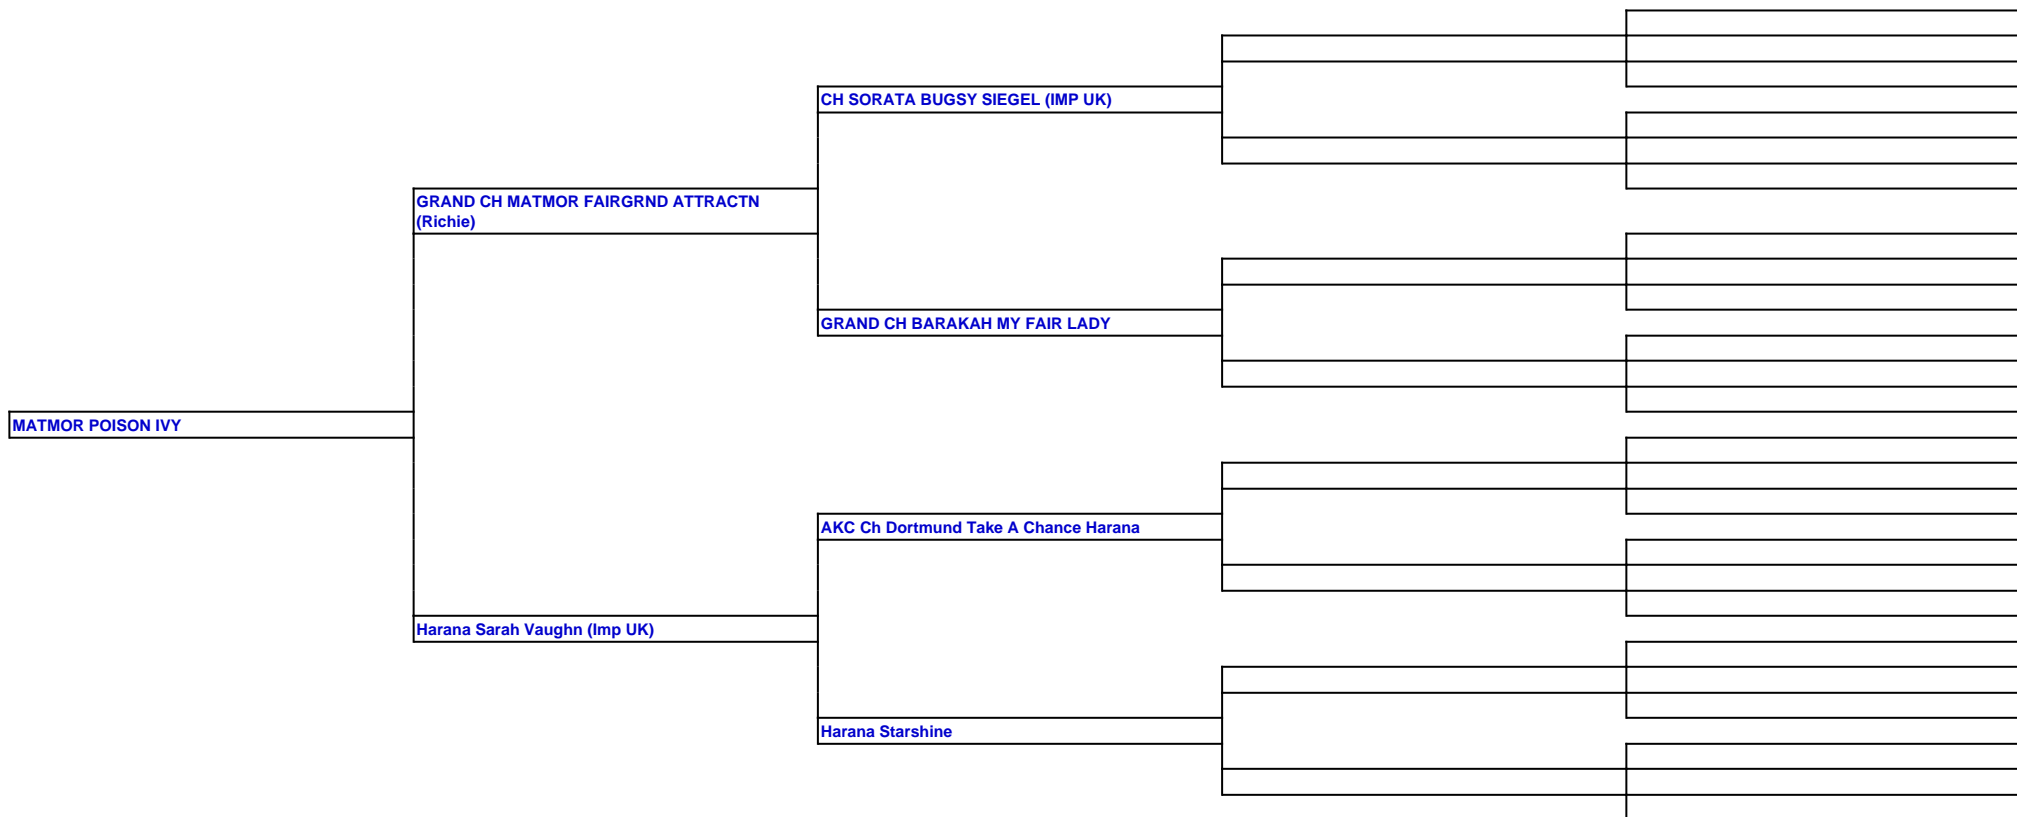 CH SORATA BUGSY SIEGEL (IMP UK)
GRAND CH MATMOR FAIRGRND ATTRACTN
(Richie)
GRAND CH BARAKAH MY FAIR LADY
MATMOR POISON IVY
AKC Ch Dortmund Take A Chance Harana
Harana Sarah Vaughn (Imp UK)
Harana Starshine